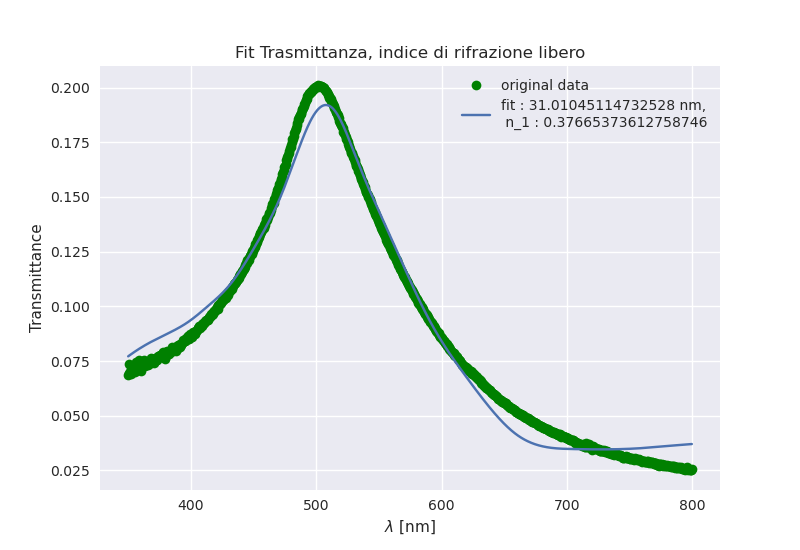 Fit Trasmittanza, indice di rifrazione libero
original data
fit : 31.01045114732528 nm,
n_1 : 0.37665373612758746
Transmittance
0.200
0.175
0.150
0.125
0.100
0.075
0.050
0.025
400
500
600
700
800
λ [nm]